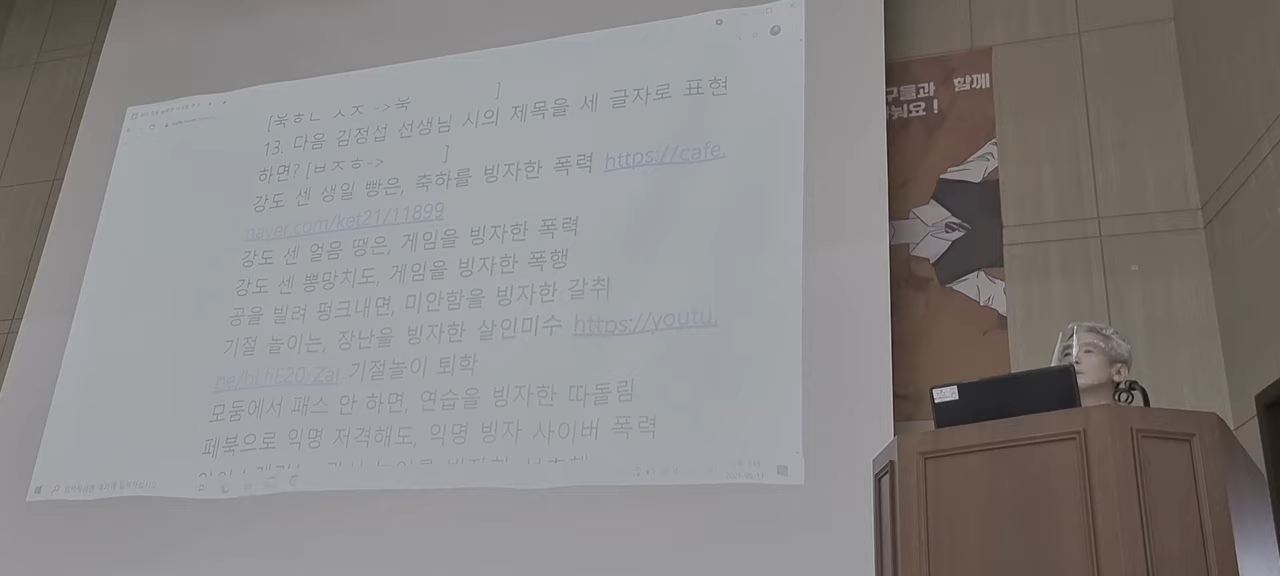 [욱ㅎㄴ ㅅㅈ ->욱 ]
13. 다음 김정섭 선생님 시의 제목을 세 글자로 표현
하면? [ㅂㅈㅎ-> ]
강도 센 생일 빵은, 축하를 빙자한 폭력 https://cafe.
naver.com/ket21/11899
강도 센 얼음 땡은, 게임을 빙자한 폭력
강도 센 뿅망치도, 게임을 빙자한 폭행
공을 빌려 펑크내면, 미안함을 빙자한 갈취
기절 놀이는, 장난을 빙자한 살인미수 https://youtu.
기절놀이 퇴학
모둠에서 패스 안 하면, 연습을 빙자한 따돌림
페북으로 익명 저격해도, 익명 빙자 사이버 폭력
함께